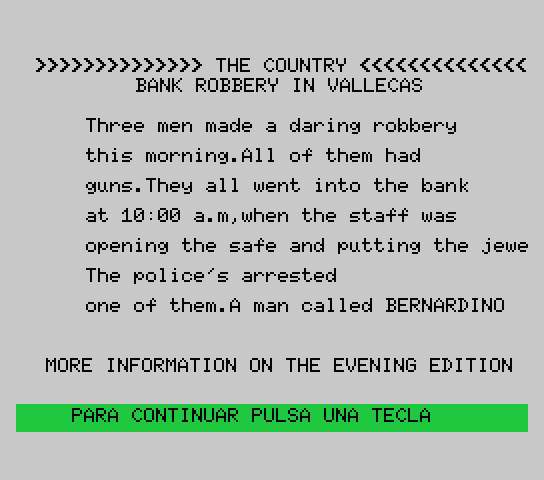 >>>>>>>>>>>>>> THE COUNTRY <<<<<<<<<<<<<<
BANK ROBBERY IN VALLECAS
Three men made a daring robbery
this morning.All of them had
guns.They all went into the bank
at 10:00 a.m,when the staff was
opening the safe and putting the jewe
The police´s arrested
one of them.A man called BERNARDINO
MORE INFORMATION ON THE EVENING EDITION
PARA CONTINUAR PULSA UNA TECLA